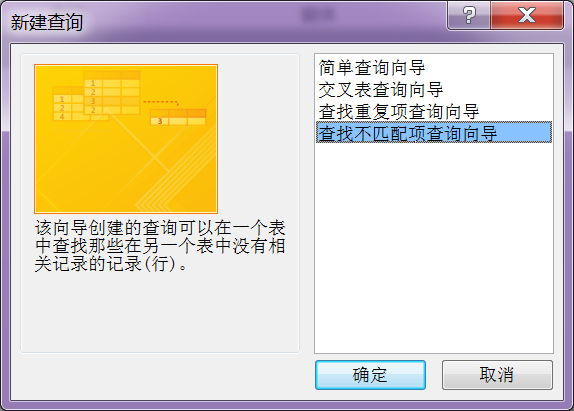 新建查询
简单查询向导
交叉表查询向导
查找重复项查询向导
查找不匹配项查询向导
该向导创建的查询可以在一个表
中查找那些在另一个表中没有相
关记录的记录(行)。
确定
取消